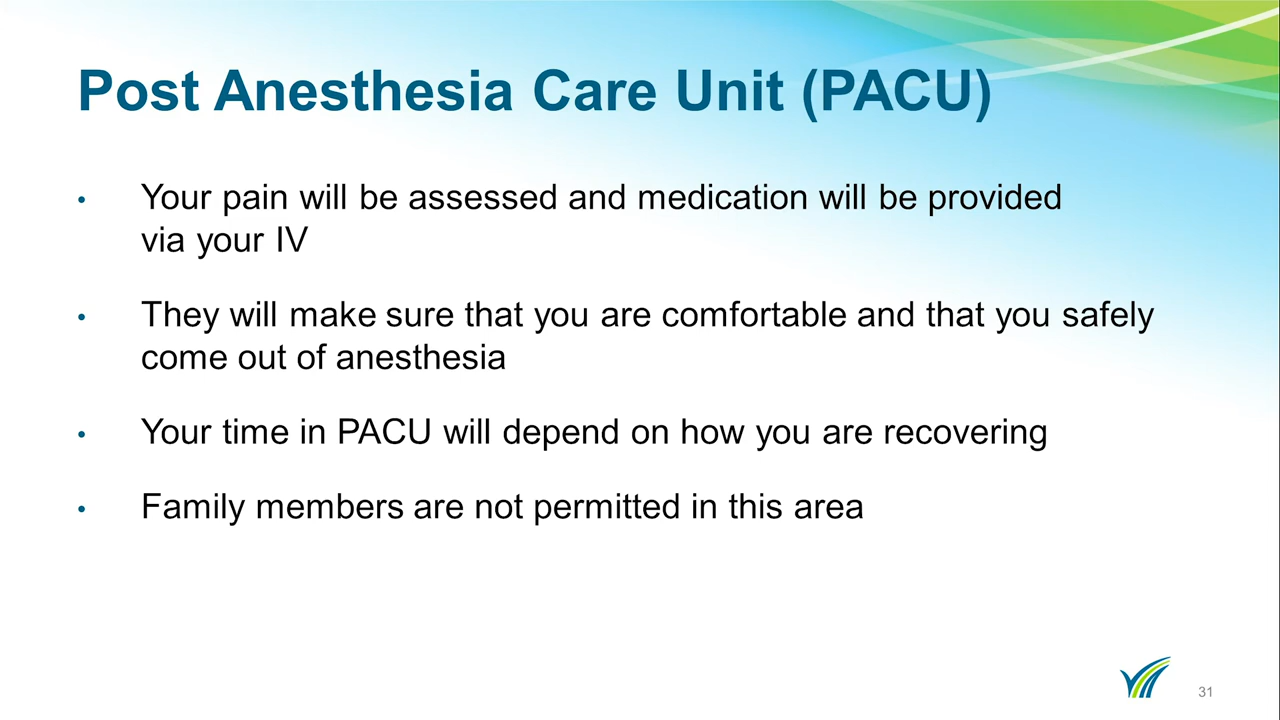 Post Anesthesia Care Unit (PACU)
• Your pain will be assessed and medication will be provided
via your IV
• They will make sure that you are comfortable and that you safely
come out of anesthesia
• Your time in PACU will depend on how you are recovering
• Family members are not permitted in this area
31